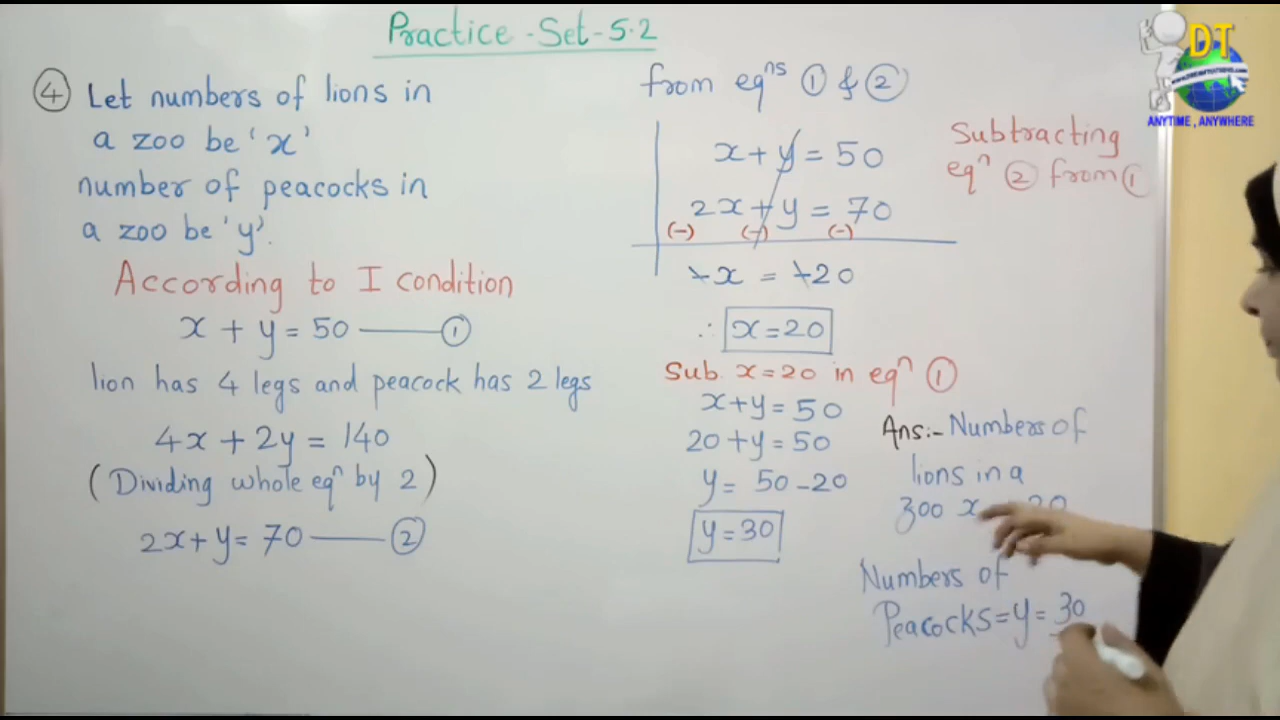 Practice - Set - 5.2
④ Let numbers of lions in
a zoo be 'x'
number of peacocks in
a zoo be 'y'.
According to I condition
x + y = 50 ——— ①
lion has 4 legs and peacock has 2 legs
4x + 2y = 140
(Dividing whole eqⁿ by 2)
2x + y = 70 ——— ②
from eqⁿˢ ① & ②
x + y = 50
2x + y = 70
(-) (-) (-)
-x = -20
∴ x = 20
Subtracting
eqⁿ ② from ①
Sub. x = 20 in eqⁿ ①
x + y = 50
20 + y = 50
y = 50 - 20
y = 30
Ans:- Numbers of
lions in a
zoo x 20
Numbers of
Peacocks = y = 30
DT
ANYTIME, ANYWHERE